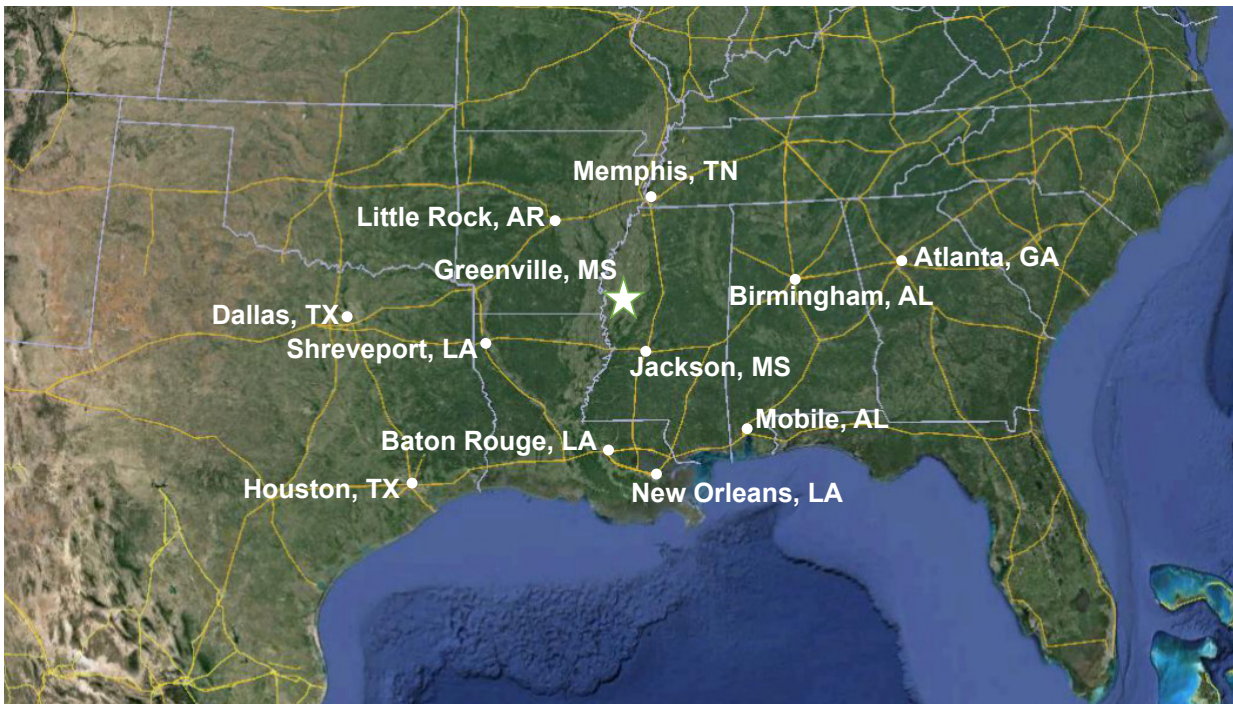 Memphis, TN
Little Rock, AR
Atlanta, GA
Greenville, MS
Birmingham, AL
Dallas, TX
Shreveport, LA
Jackson, MS
Mobile, AL
Baton Rouge, LA
Houston, TX
New Orleans, LA